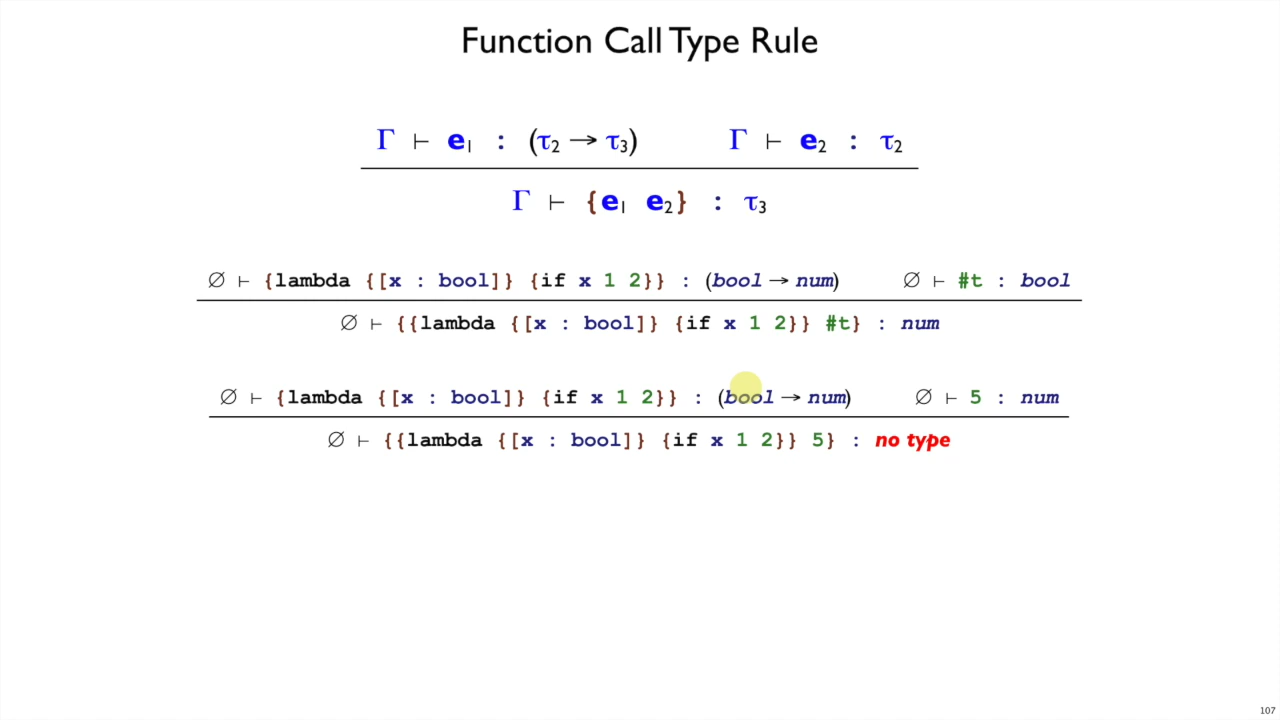 Function Call Type Rule
Γ ⊢ e₁ : (τ₂ → τ₃) Γ ⊢ e₂ : τ₂
Γ ⊢ {e₁ e₂} : τ₃
∅ ⊢ {lambda {[x : bool]} {if x 1 2}} : (bool → num) ∅ ⊢ #t : bool
∅ ⊢ {{lambda {[x : bool]} {if x 1 2}} #t} : num
∅ ⊢ {lambda {[x : bool]} {if x 1 2}} : (bool → num) ∅ ⊢ 5 : num
∅ ⊢ {{lambda {[x : bool]} {if x 1 2}} 5} : no type
107